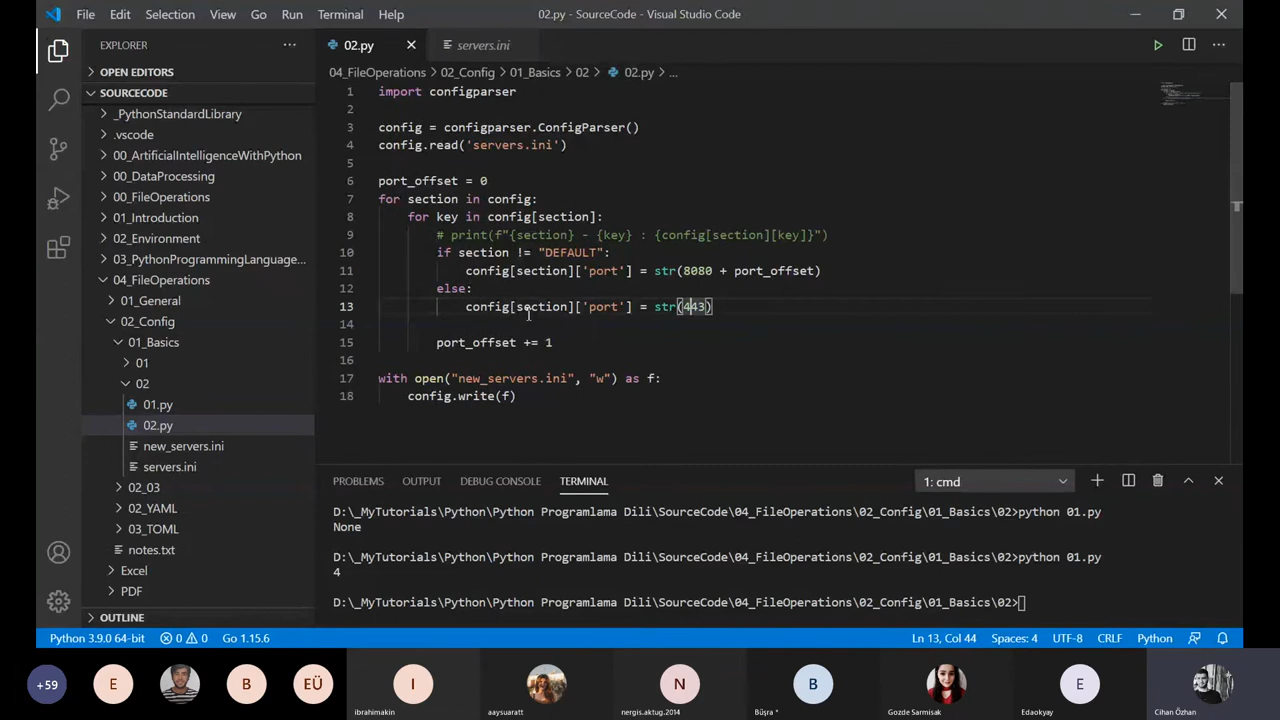 File Edit Selection View Go Run Terminal Help 02.py - SourceCode - Visual Studio Code
EXPLORER
OPEN EDITORS
SOURCECODE
_PythonStandardLibrary
.vscode
00_ArtificialIntelligenceWithPython
00_DataProcessing
00_FileOperations
01_Introduction
02_Environment
03_PythonProgrammingLanguage...
04_FileOperations
01_General
02_Config
01_Basics
01
02
01.py
02.py
new_servers.ini
servers.ini
02_03
02_YAML
03_TOML
notes.txt
Excel
PDF
OUTLINE
02.py servers.ini
04_FileOperations > 02_Config > 01_Basics > 02 > 02.py > ...
1 import configparser
2
3 config = configparser.ConfigParser()
4 config.read('servers.ini')
5
6 port_offset = 0
7 for section in config:
8 for key in config[section]:
9 # print(f"{section} - {key} : {config[section][key]}")
10 if section != "DEFAULT":
11 config[section]['port'] = str(8080 + port_offset)
12 else:
13 config[section]['port'] = str(443)
14
15 port_offset += 1
16
17 with open("new_servers.ini", "w") as f:
18 config.write(f)
PROBLEMS OUTPUT DEBUG CONSOLE TERMINAL 1: cmd
D:\_MyTutorials\Python\Python Programlama Dili\SourceCode\04_FileOperations\02_Config\01_Basics\02>python 01.py
None
D:\_MyTutorials\Python\Python Programlama Dili\SourceCode\04_FileOperations\02_Config\01_Basics\02>python 01.py
4
D:\_MyTutorials\Python\Python Programlama Dili\SourceCode\04_FileOperations\02_Config\01_Basics\02>
Python 3.9.0 64-bit 0 0 Go 1.15.6 Ln 13, Col 44 Spaces: 4 UTF-8 CRLF Python
+59 E B EÜ I N B E
ibrahimakin aaysuaratt nergis.aktug.2014 Büşra * Gozde Sarmisak Edaokyay Cihan Özhan